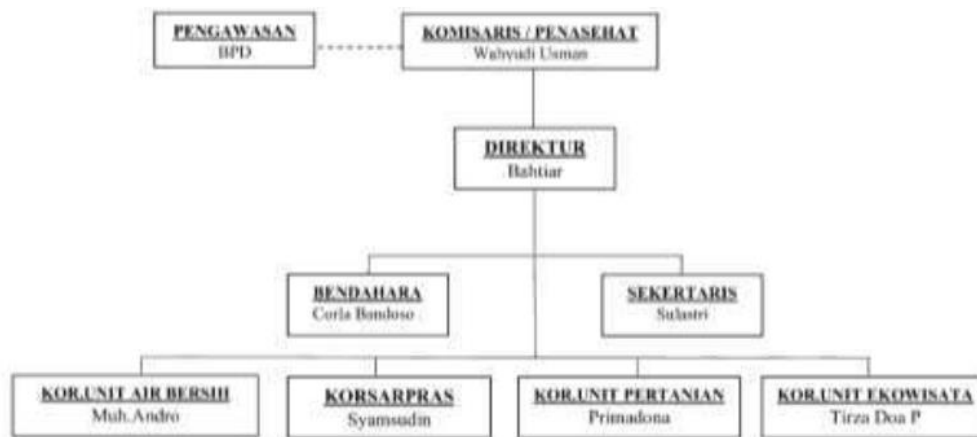 PENGAWASAN
BPD
KOMISARIS / PENASEHAT
Wahyudi Usman
DIREKTUR
Bahtiar
BENDAHARA
Corla Bandoso
SEKERTARIS
Sulastri
KOR.UNIT AIR BERSIH
Muh.Andro
KORSARPRAS
Syamsudin
KOR.UNIT PERTANIAN
Primadona
KOR.UNIT EKOWISATA
Tirza Doa P